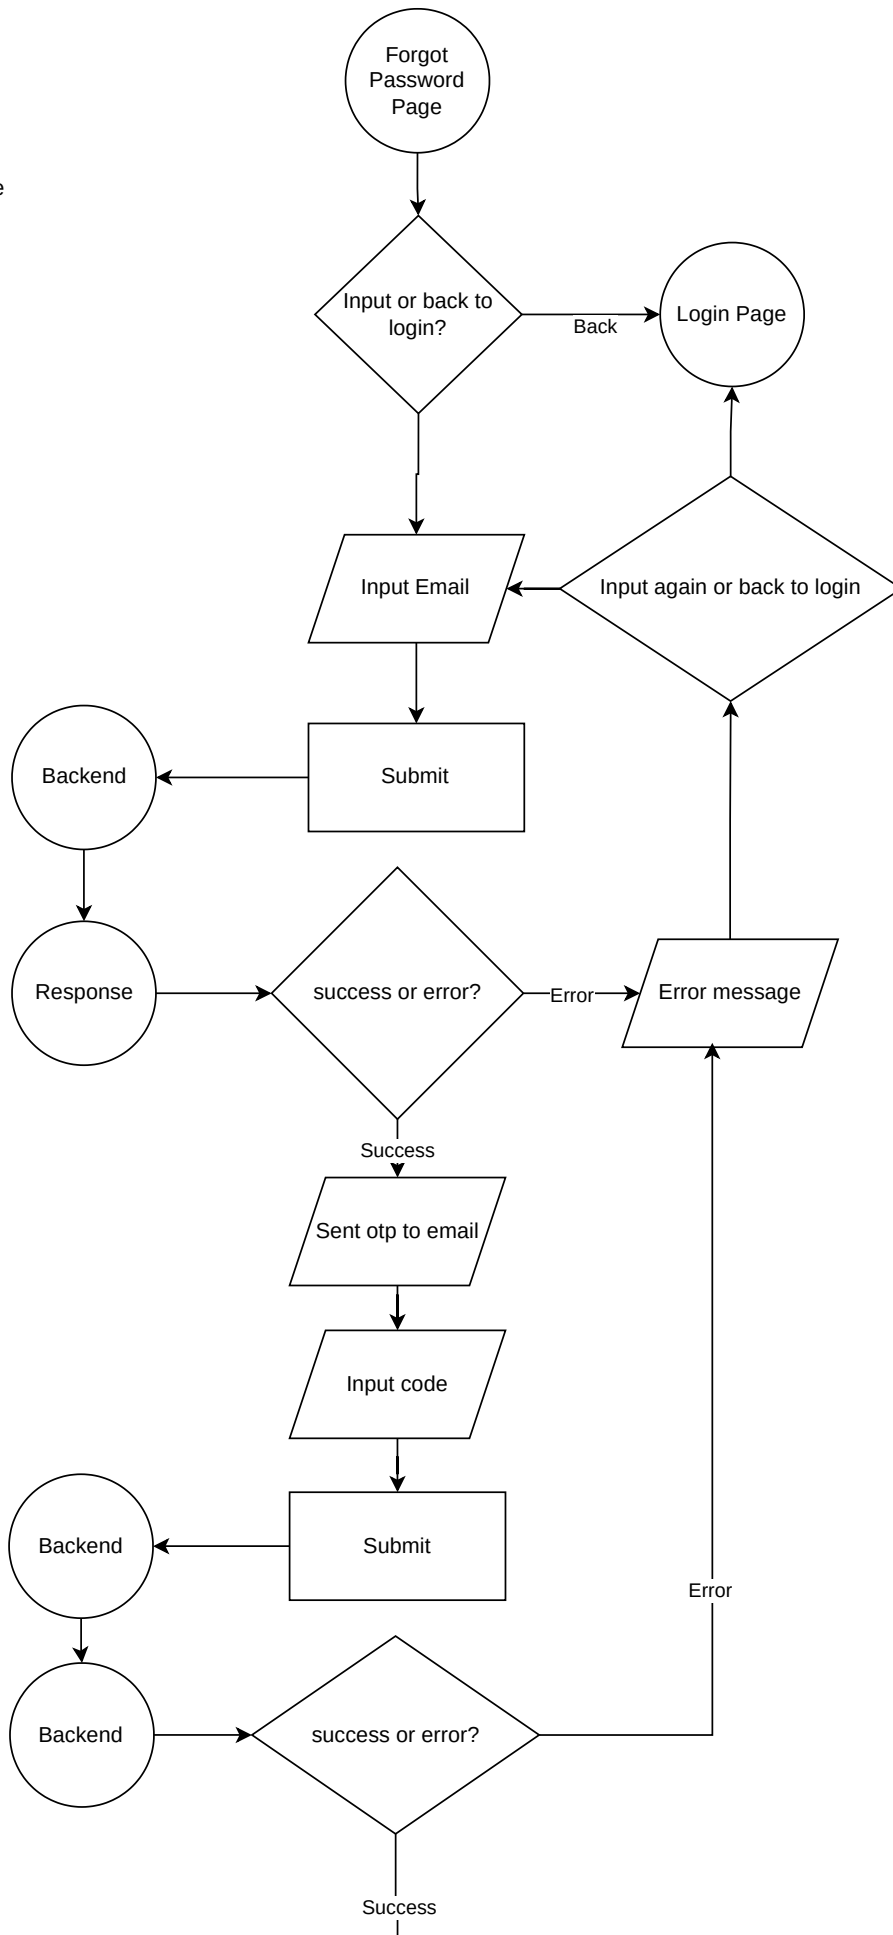 Forgot
Password
Page
e
Input or back to
login?
Back
Login Page
Input Email
Input again or back to login
Backend
Submit
Response
success or error?
Error
Error message
Success
Sent otp to email
Input code
Backend
Submit
Error
Backend
success or error?
Success